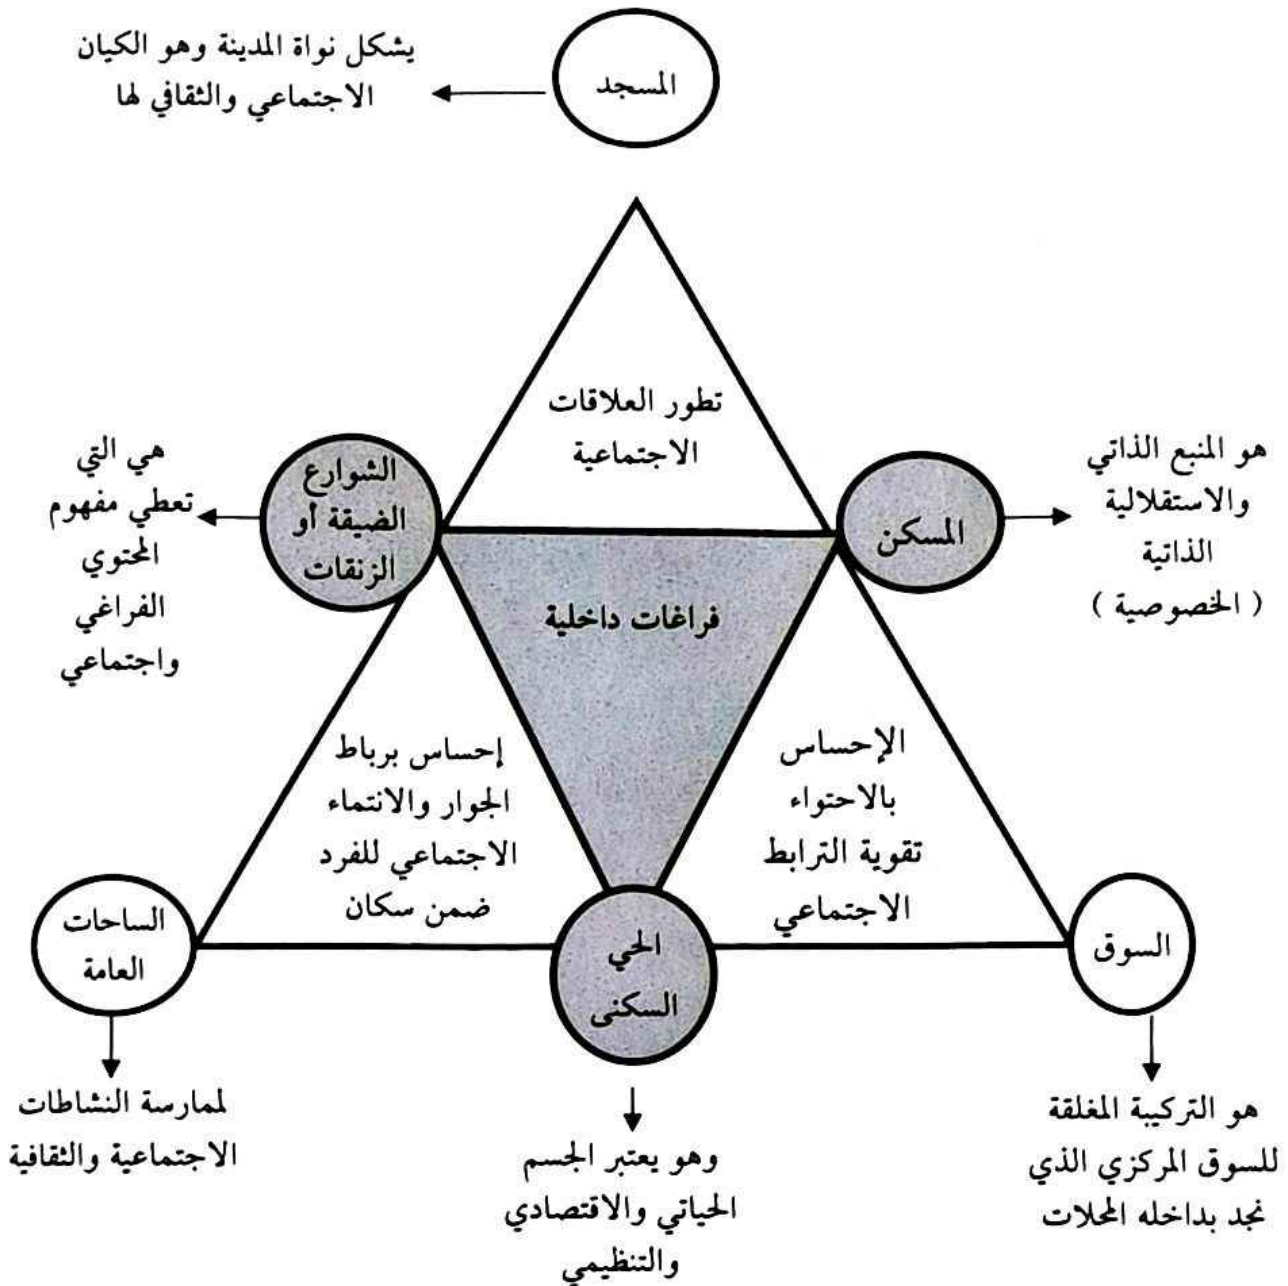 المسجد
يشكل نواة المدينة وهو الكيان
الاجتماعي والثقافي لها
تطور العلاقات
الاجتماعية
المسكن
هو المنبع الذاتي
والاستقلالية
الذاتية
( الخصوصية )
الشوارع
الضيقة أو
الزنقات
هي التي
تعطي مفهوم
المحتوي
الفراغي
واجتماعي
فراغات داخلية
الإحساس
بالاحتواء
تقوية الترابط
الاجتماعي
إحساس برباط
الجوار والانتماء
الاجتماعي للفرد
ضمن سكان
السوق
هو التركيبة المغلقة
للسوق المركزي الذي
نجد بداخله المحلات
الحي
السكنى
وهو يعتبر الجسم
الحياتي والاقتصادي
والتنظيمي
الساحات
العامة
لممارسة النشاطات
الاجتماعية والثقافية